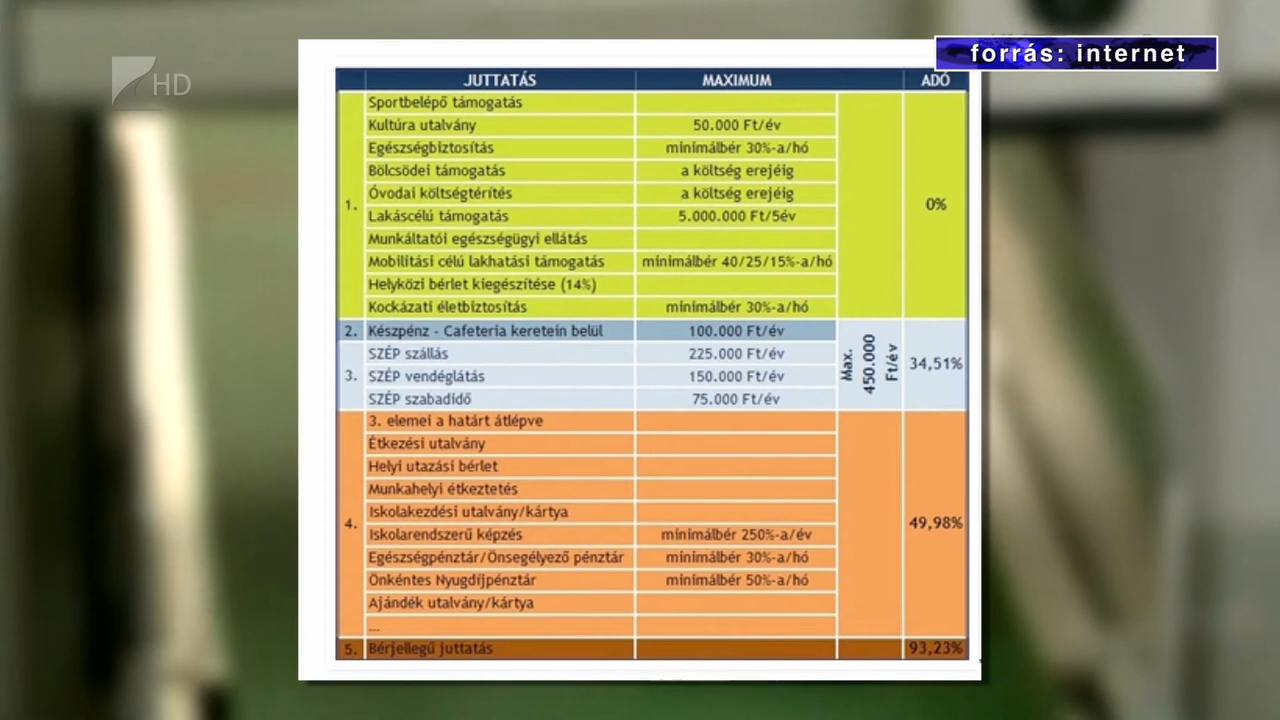 HD
forrás: internet
JUTTATÁS MAXIMUM ADÓ
1. 0%
Sportbelépő támogatás
Kultúra utalvány 50.000 Ft/év
Egészségbiztosítás minimálbér 30%-a/hó
Bölcsödei támogatás a költség erejéig
Óvodai költségtérítés a költség erejéig
Lakáscélú támogatás 5.000.000 Ft/5év
Munkáltatói egészségügyi ellátás
Mobilitási célú lakhatási támogatás minimálbér 40/25/15%-a/hó
Helyközi bérlet kiegészítése (14%)
Kockázati életbiztosítás minimálbér 30%-a/hó
2. Készpénz - Cafeteria keretein belül 100.000 Ft/év
Max.
450.000
Ft/év
34,51%
SZÉP szállás 225.000 Ft/év
3. SZÉP vendéglátás 150.000 Ft/év
SZÉP szabadidő 75.000 Ft/év
3. elemei a határt átlépve
Étkezési utalvány
Helyi utazási bérlet
Munkahelyi étkeztetés
Iskolakezdési utalvány/kártya
4. 49,98%
Iskolarendszerű képzés minimálbér 250%-a/év
Egészségpénztár/Önsegélyező pénztár minimálbér 30%-a/hó
Önkéntes Nyugdíjpénztár minimálbér 50%-a/hó
Ajándék utalvány/kártya
...
5. Bérjellegű juttatás 93,23%